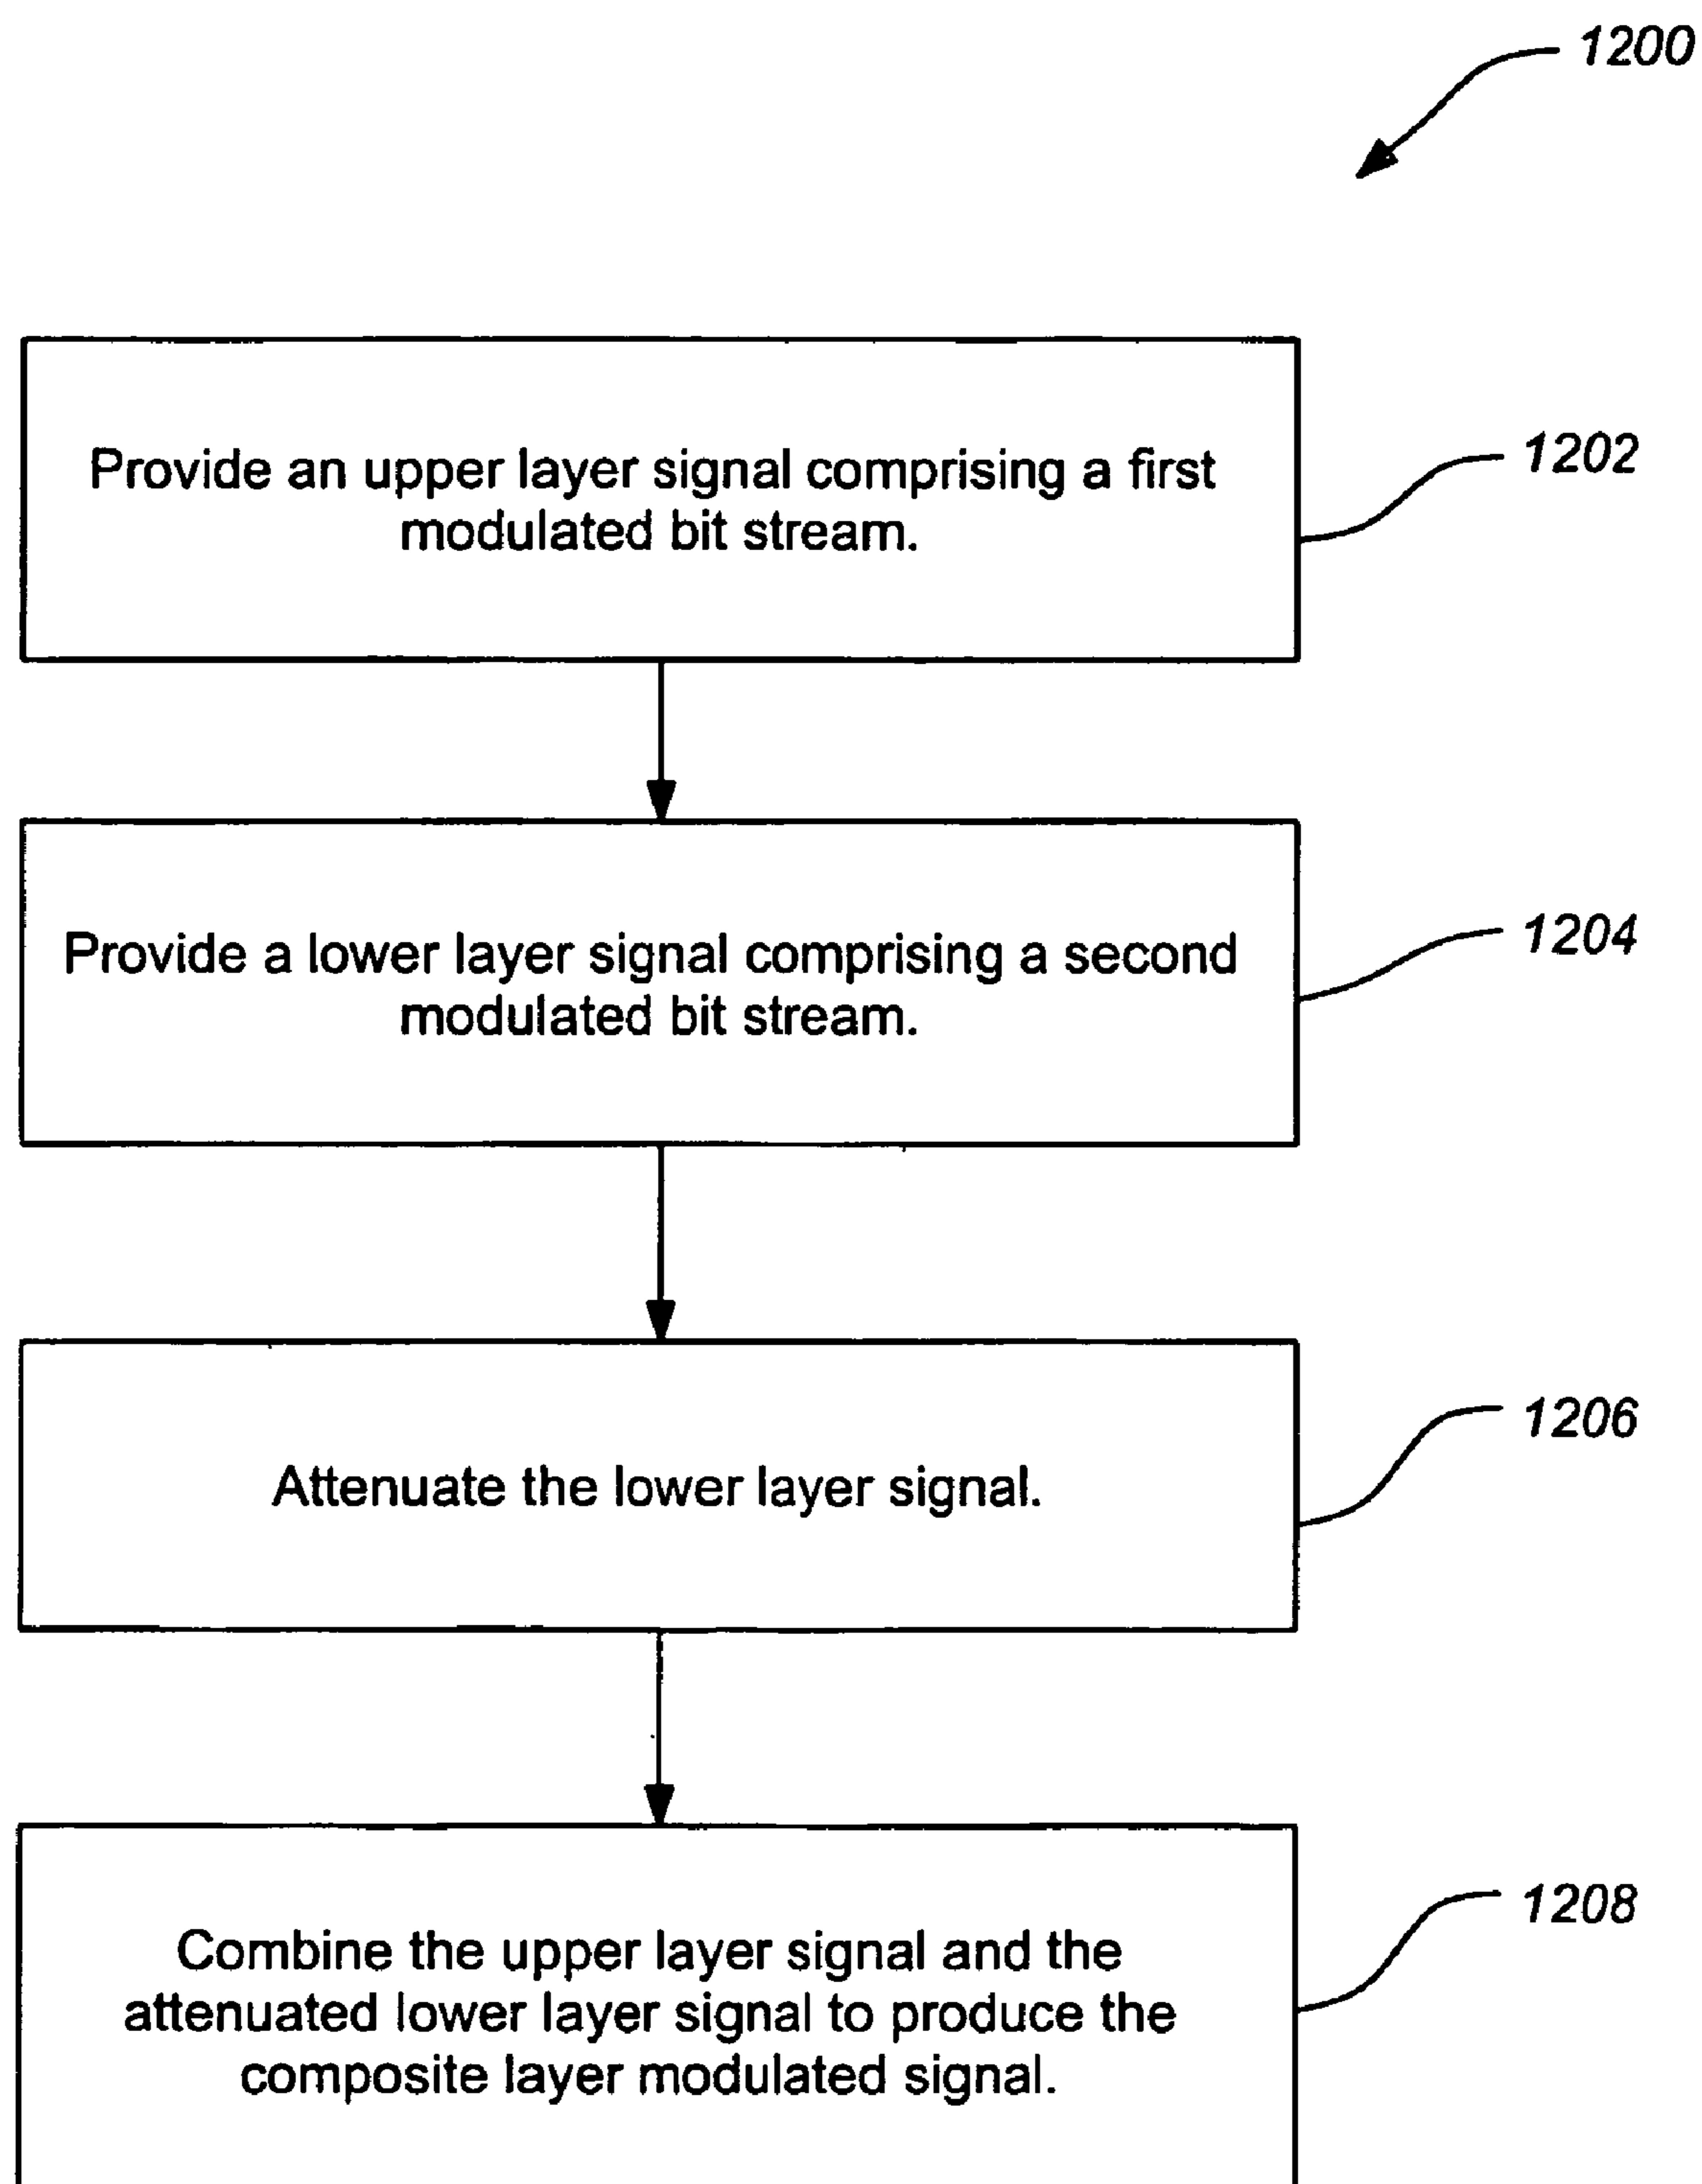 1200
Provide an upper layer signal comprising a first
modulated bit stream.
1202
Provide a lower layer signal comprising a second
modulated bit stream.
1204
Attenuate the lower layer signal.
1206
Combine the upper layer signal and the
attenuated lower layer signal to produce the
composite layer modulated signal.
1208